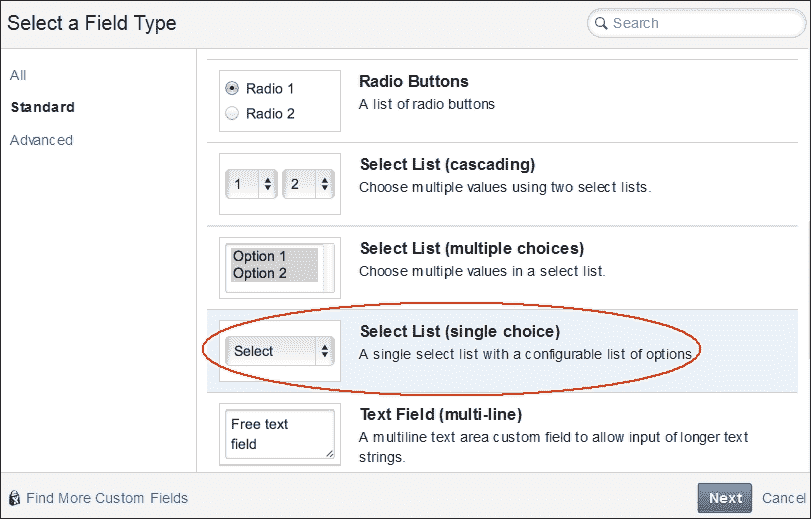 Select a Field Type
Search
All
Standard
Advanced
Radio 1
Radio 2
Radio Buttons
A list of radio buttons
1 2
Select List (cascading)
Choose multiple values using two select lists.
Option 1
Option 2
Select List (multiple choices)
Choose multiple values in a select list.
Select
Select List (single choice)
A single select list with a configurable list of options
Free text
field
Text Field (multi-line)
A multiline text area custom field to allow input of longer text
strings.
Find More Custom Fields
Next
Cancel